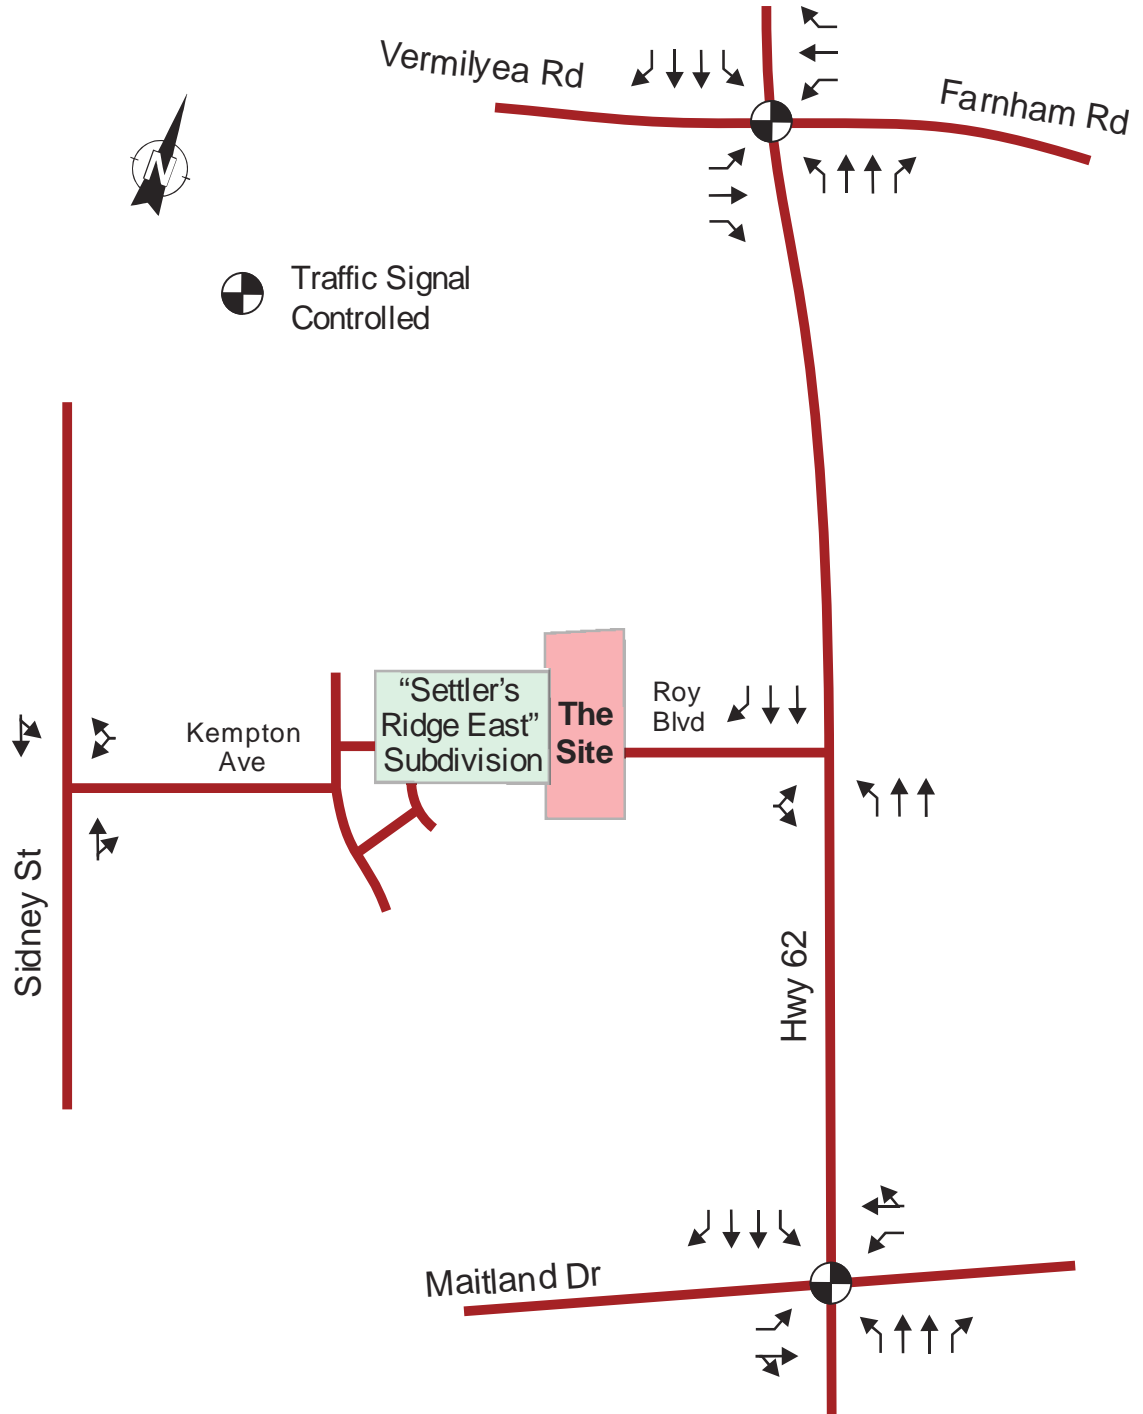 Vermilyea Rd
Farnham Rd
N
Traffic Signal
Controlled
"Settler's
Ridge East"
Subdivision
The
Site
Roy
Blvd
Kempton
Ave
Sidney St
Hwy 62
Maitland Dr